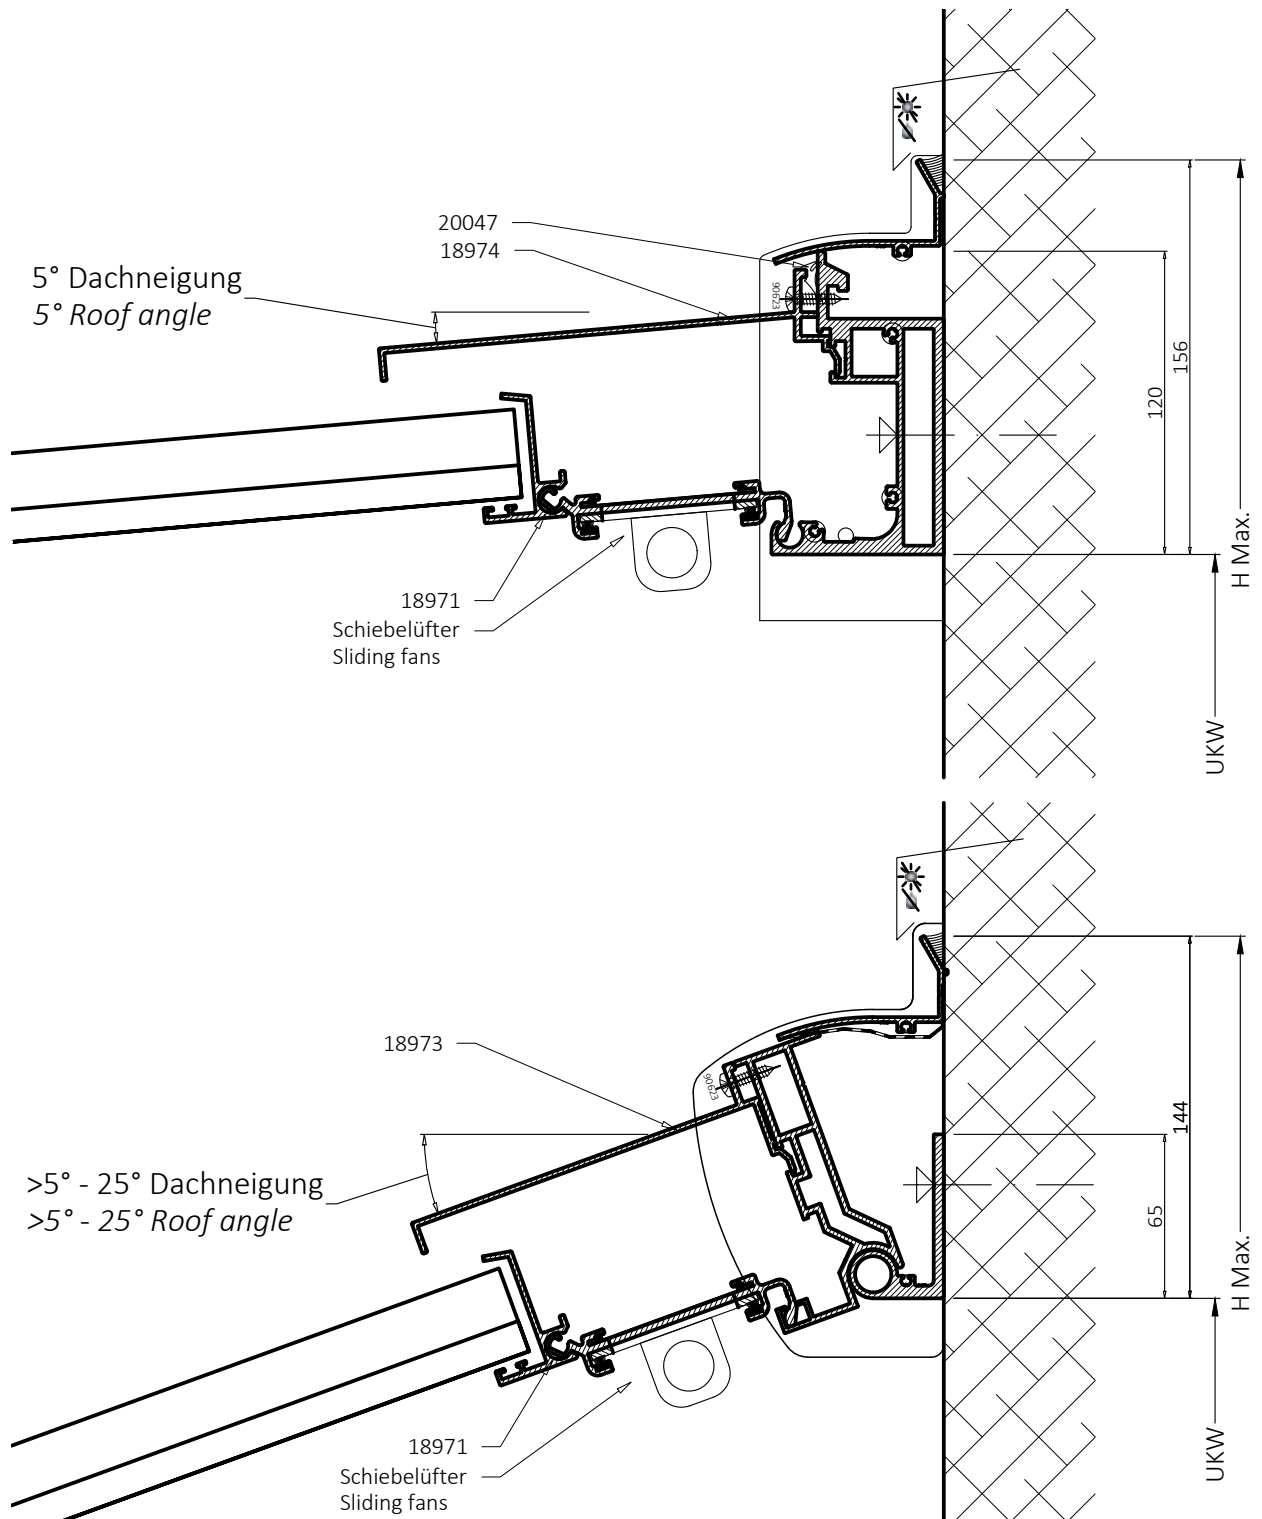 20047
18974
5° Dachneigung
5° Roof angle
90623
156
120
H Max.
18971
Schiebelüfter
Sliding fans
UKW
18973
90623
144
>5° - 25° Dachneigung
>5° - 25° Roof angle
65
H Max.
18971
Schiebelüfter
Sliding fans
UKW